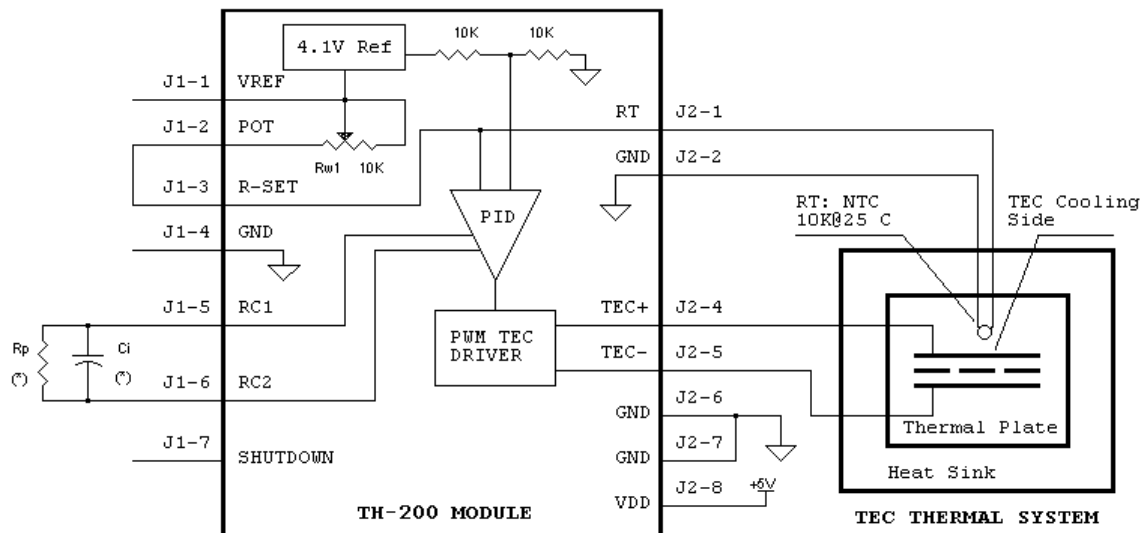 10K 10K
4.1V Ref
J1-1 VREF
J1-2 POT
Rw1 10K
J1-3 R-SET
J1-4 GND
J1-5 RC1
J1-6 RC2
J1-7 SHUTDOWN
Rp
(*)
Ci
(*)
PID
PWM TEC
DRIVER
RT J2-1
GND J2-2
TEC+ J2-4
TEC- J2-5
J2-6
GND
J2-7
GND
J2-8
VDD
+5V
RT: NTC
10K@25 C
TEC Cooling
Side
Thermal Plate
Heat Sink
TH-200 MODULE
TEC THERMAL SYSTEM